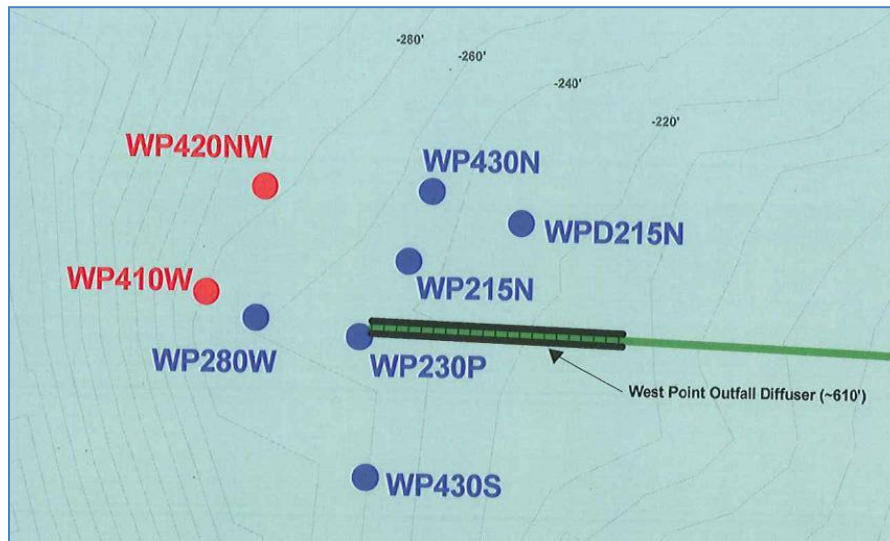 -280'
-260'
-240'
-220'
WP420NW
WP430N
WPD215N
WP410W
WP215N
WP280W
WP230P
West Point Outfall Diffuser (~610')
WP430S